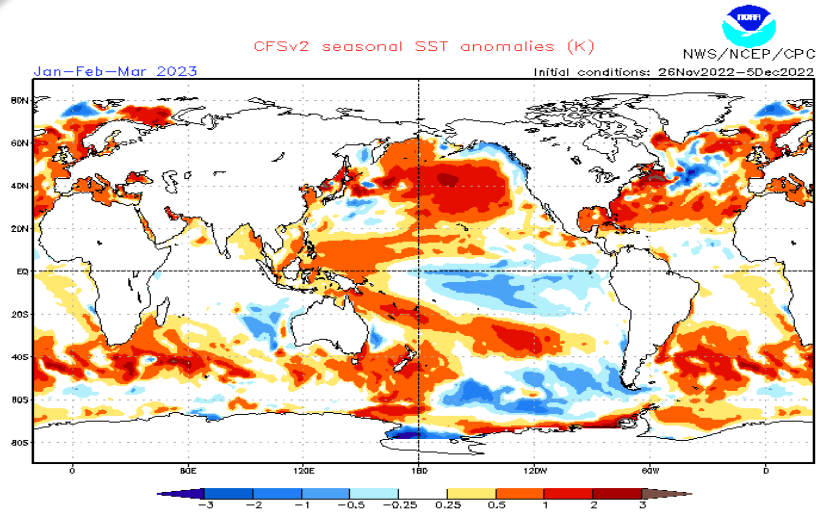 NOAA
CFSv2 seasonal SST anomalies (K)
NWS/NCEP/CPC
Jan-Feb-Mar 2023
Initial conditions: 26Nov2022-5Dec2022
80N
60N
40N
20N
EQ
20S
40S
60S
80S
0 60E 120E 180 120W 60W 0
-3 -2 -1 -0.5 -0.25 0.25 0.5 1 2 3